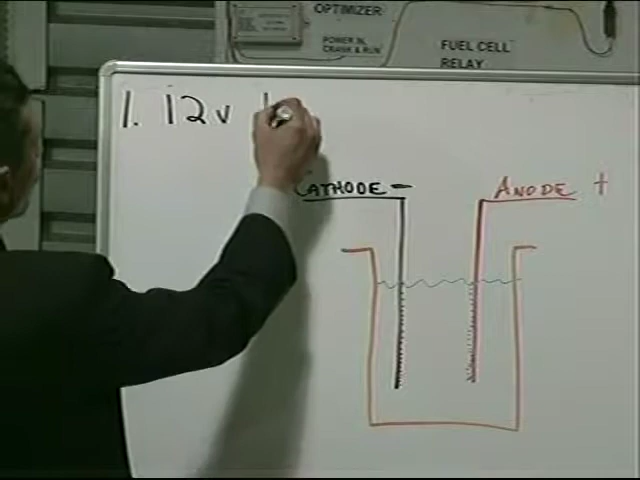 OPTIMIZER
POWER IN,
CRANK & RUN
FUEL CELL
RELAY
1. 12v
CATHODE -
ANODE +